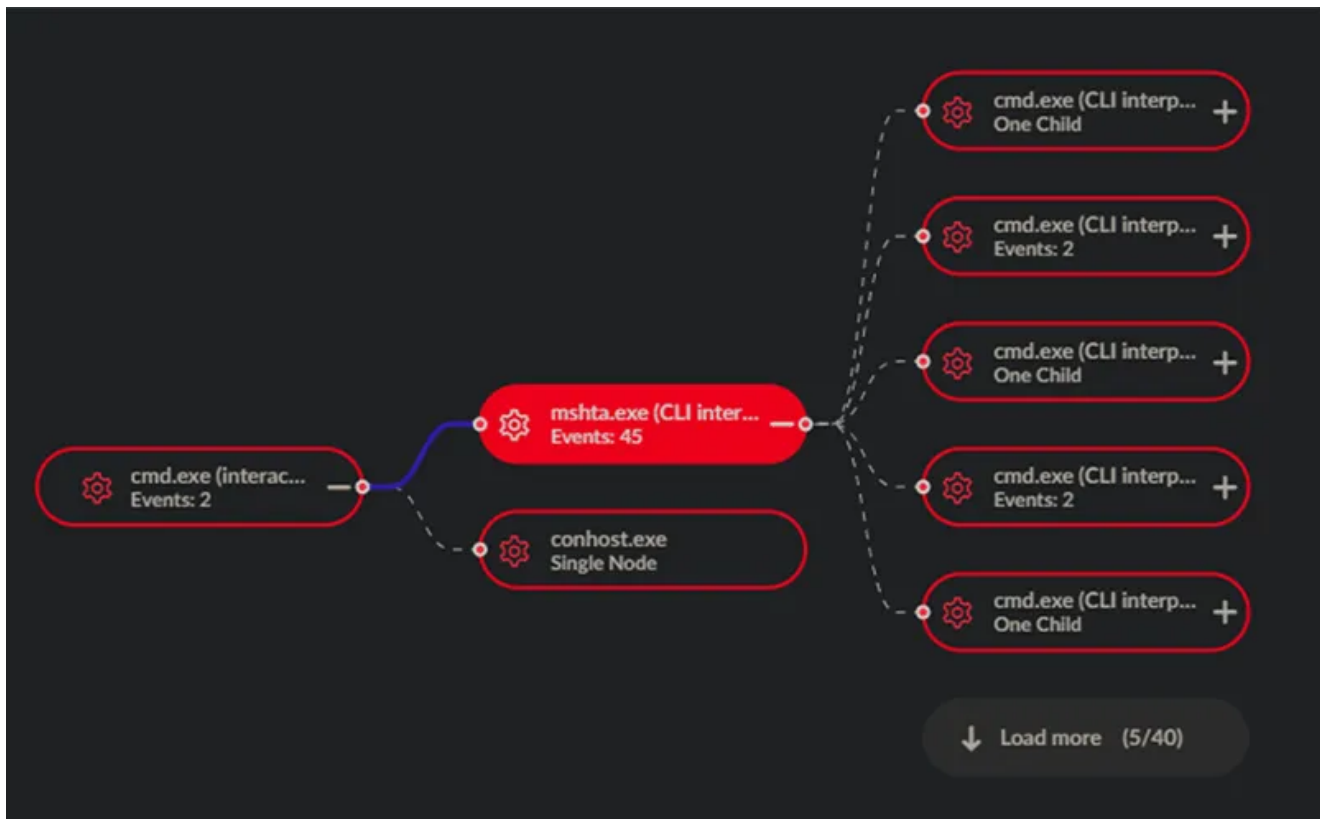 cmd.exe (interac...
Events: 2
mshta.exe (CLI inter...
Events: 45
conhost.exe
Single Node
cmd.exe (CLI interp...
One Child
cmd.exe (CLI interp...
Events: 2
cmd.exe (CLI interp...
One Child
cmd.exe (CLI interp...
Events: 2
cmd.exe (CLI interp...
One Child
Load more (5/40)